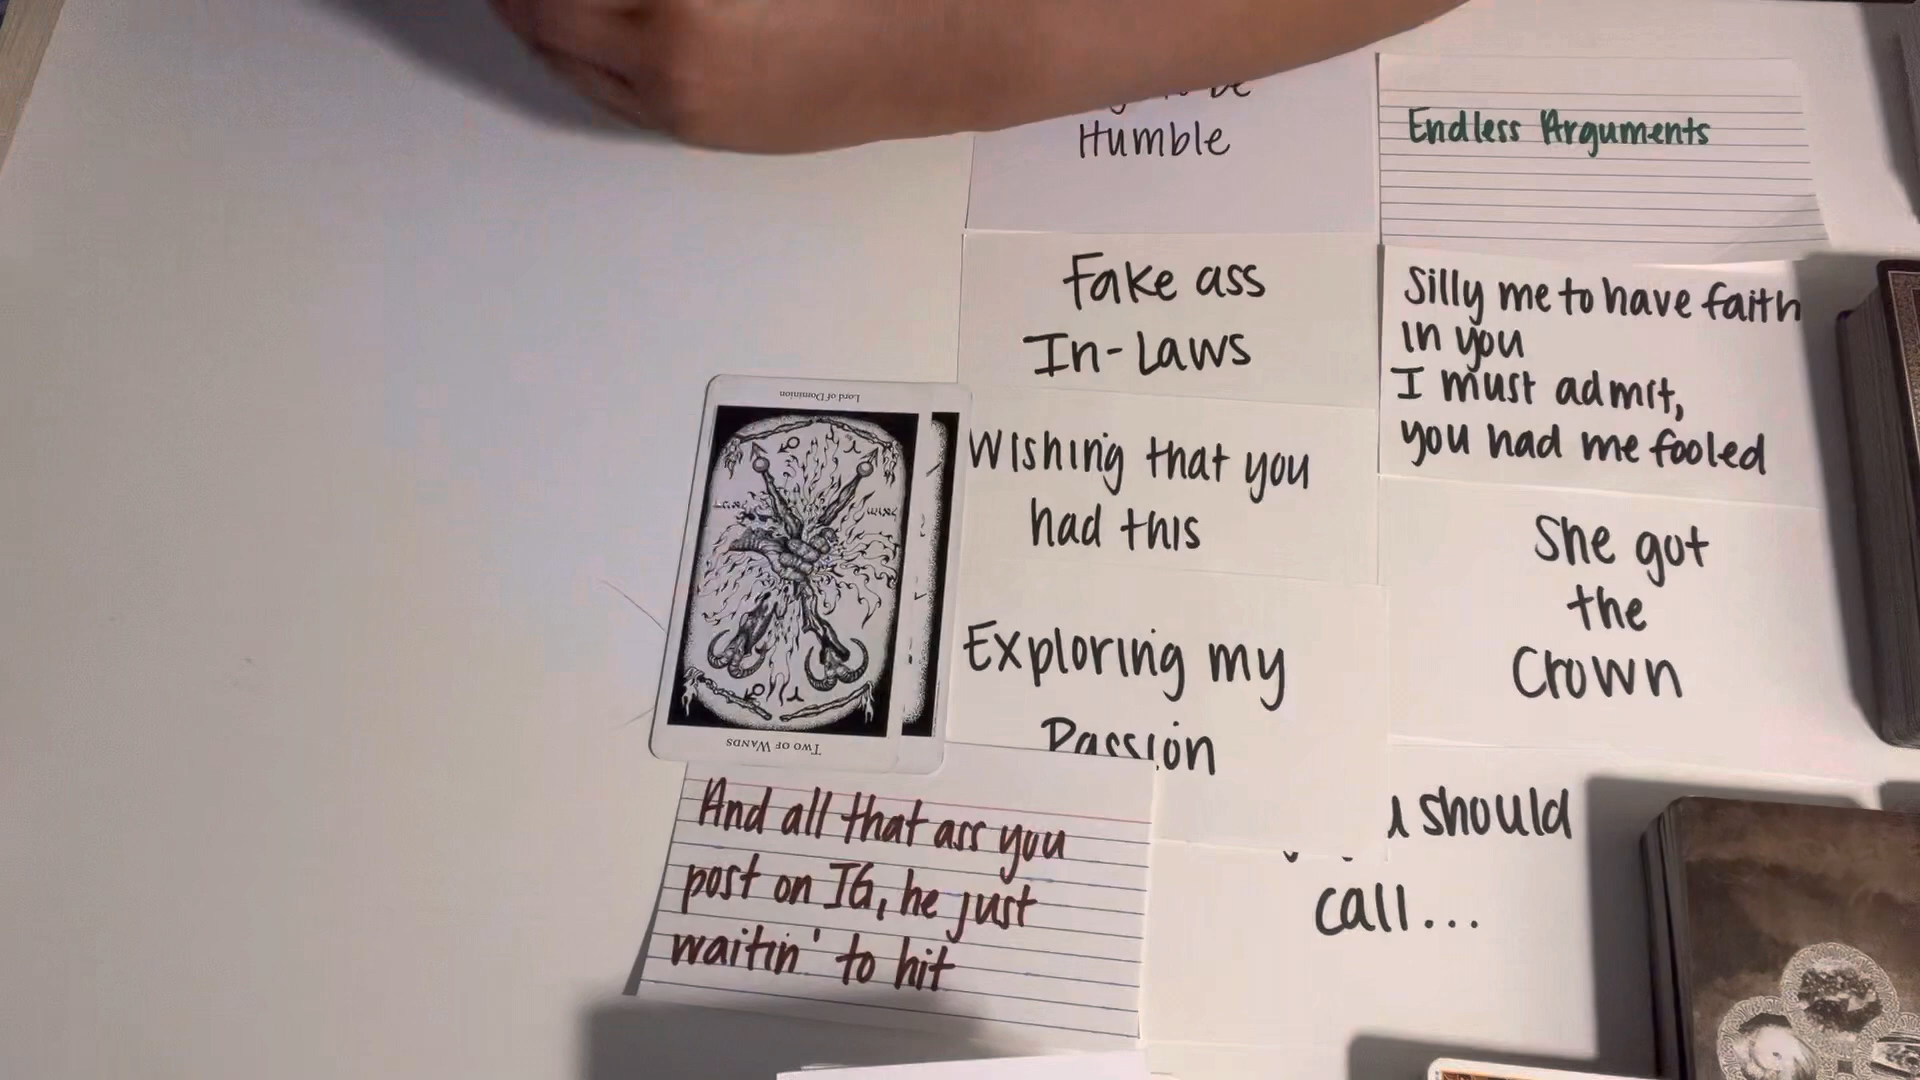 be
Humble
Endless Arguments
Fake ass
In-Laws
Silly me to have faith
in you
I must admit,
you had me fooled
Wishing that you
had this
She got
the
Crown
Exploring my
Passion
should
call...
Lord of Dominion
Two of Wands
And all that ass you
post on IG, he just
waitin' to hit